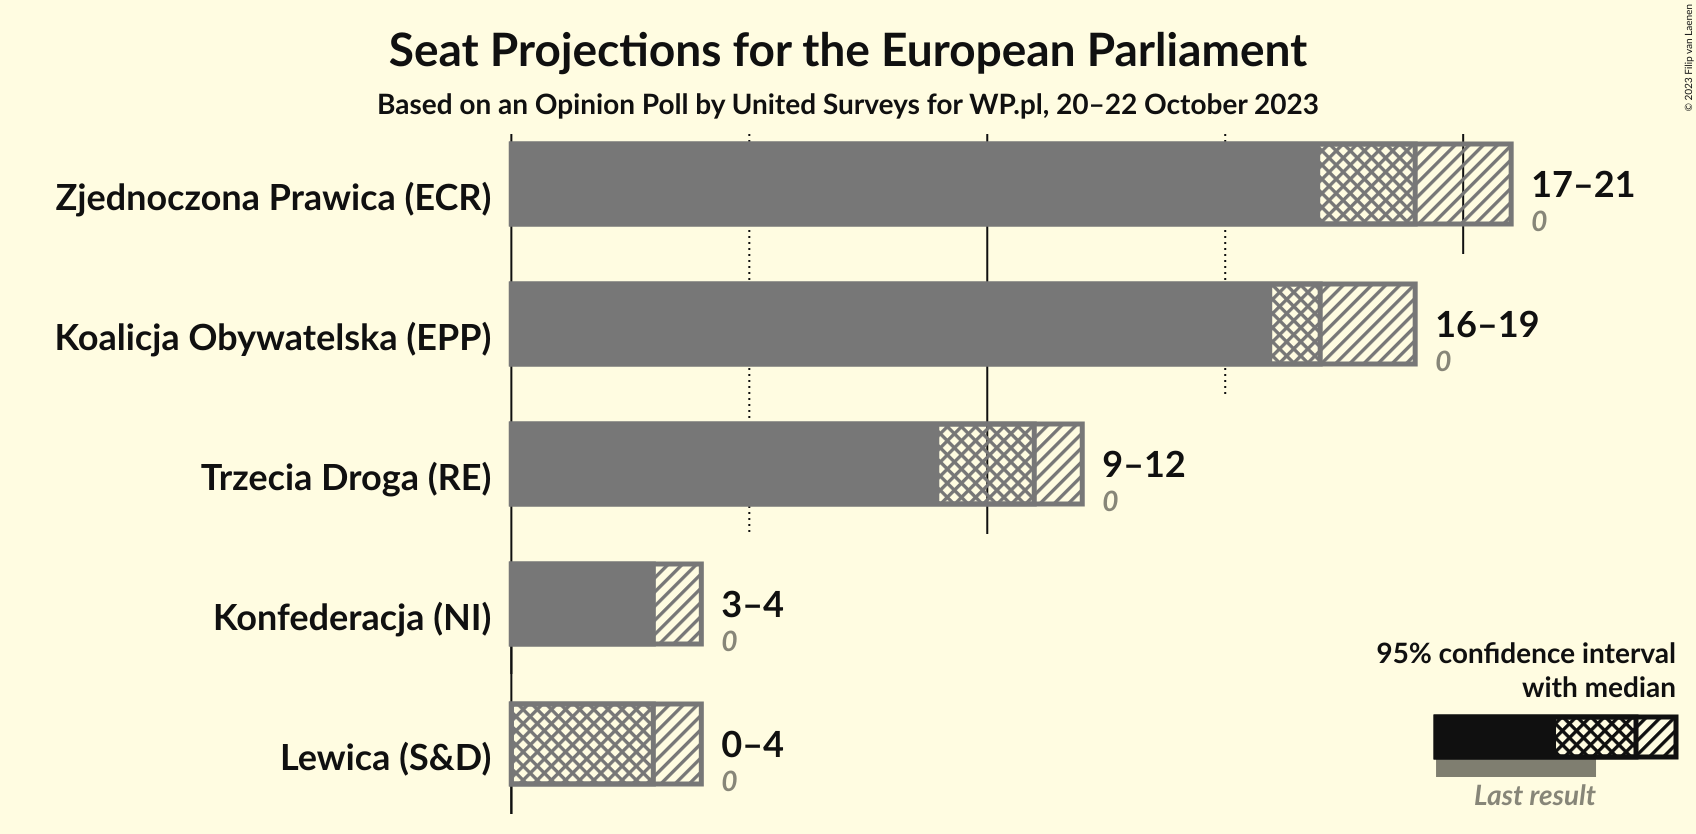 Seat Projections for the European Parliament
Based on an Opinion Poll by United Surveys for WP.pl, 20–22 October 2023
© 2023 Filip van Laenen
Zjednoczona Prawica (ECR)
17–21
0
Koalicja Obywatelska (EPP)
16–19
0
Trzecia Droga (RE)
9–12
0
Konfederacja (NI)
3–4
0
Lewica (S&D)
0–4
0
95% confidence interval
with median
Last result